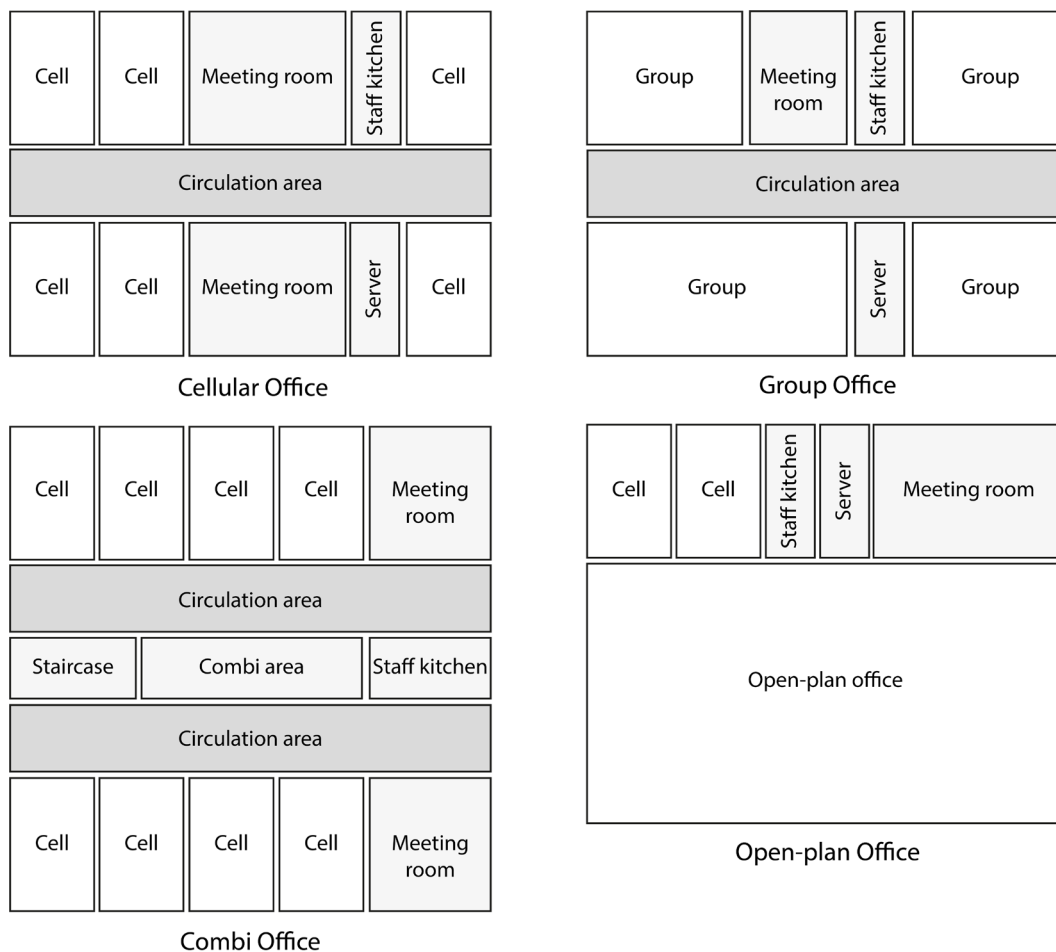 Cell
Cell
Meeting room
Staff kitchen
Cell
Circulation area
Cell
Cell
Meeting room
Server
Cell
Cellular Office
Group
Meeting
room
Staff kitchen
Group
Circulation area
Group
Server
Group
Group Office
Cell
Cell
Cell
Cell
Meeting
room
Circulation area
Staircase
Combi area
Staff kitchen
Circulation area
Cell
Cell
Cell
Cell
Meeting
room
Combi Office
Cell
Cell
Staff kitchen
Server
Meeting room
Open-plan office
Open-plan Office